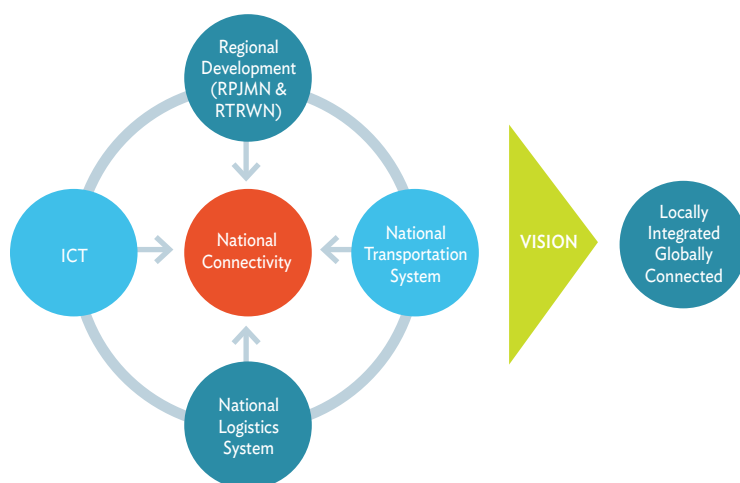 Regional
Development
(RPJMN &
RTRWN)
ICT
National
Connectivity
National
Transportation
System
National
Logistics
System
VISION
Locally
Integrated
Globally
Connected